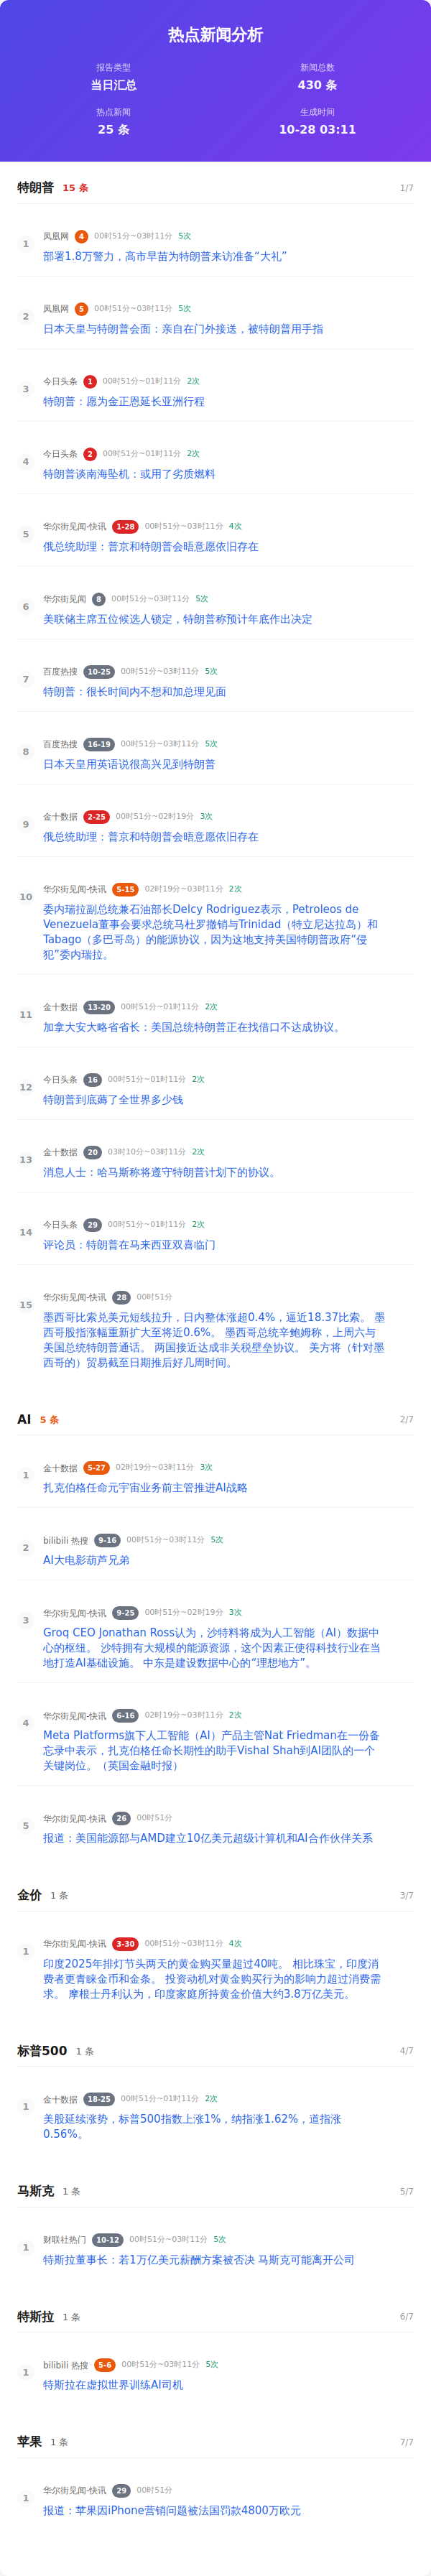 热点新闻分析
报告类型
当日汇总
新闻总数
430 条
热点新闻
25 条
生成时间
10-28 03:11
特朗普 15 条 1/7
1
凤凰网 4 00时51分~03时11分 5次
部署1.8万警力，高市早苗为特朗普来访准备“大礼”
2
凤凰网 5 00时51分~03时11分 5次
日本天皇与特朗普会面：亲自在门外接送，被特朗普用手指
3
今日头条 1 00时51分~01时11分 2次
特朗普：愿为金正恩延长亚洲行程
4
今日头条 2 00时51分~01时11分 2次
特朗普谈南海坠机：或用了劣质燃料
5
华尔街见闻-快讯 1-28 00时51分~03时11分 4次
俄总统助理：普京和特朗普会晤意愿依旧存在
6
华尔街见闻 8 00时51分~03时11分 5次
美联储主席五位候选人锁定，特朗普称预计年底作出决定
7
百度热搜 10-25 00时51分~03时11分 5次
特朗普：很长时间内不想和加总理见面
8
百度热搜 16-19 00时51分~03时11分 5次
日本天皇用英语说很高兴见到特朗普
9
金十数据 2-25 00时51分~02时19分 3次
俄总统助理：普京和特朗普会晤意愿依旧存在
10
华尔街见闻-快讯 5-15 02时19分~03时11分 2次
委内瑞拉副总统兼石油部长Delcy Rodriguez表示，Petroleos de
Venezuela董事会要求总统马杜罗撤销与Trinidad（特立尼达拉岛）和
Tabago（多巴哥岛）的能源协议，因为这地支持美国特朗普政府“侵
犯”委内瑞拉。
11
金十数据 13-20 00时51分~01时11分 2次
加拿大安大略省省长：美国总统特朗普正在找借口不达成协议。
12
今日头条 16 00时51分~01时11分 2次
特朗普到底薅了全世界多少钱
13
金十数据 20 03时10分~03时11分 2次
消息人士：哈马斯称将遵守特朗普计划下的协议。
14
今日头条 29 00时51分~01时11分 2次
评论员：特朗普在马来西亚双喜临门
15
华尔街见闻-快讯 28 00时51分
墨西哥比索兑美元短线拉升，日内整体涨超0.4%，逼近18.37比索。 墨
西哥股指涨幅重新扩大至将近0.6%。 墨西哥总统辛鲍姆称，上周六与
美国总统特朗普通话。 两国接近达成非关税壁垒协议。 美方将（针对墨
西哥的）贸易截至日期推后好几周时间。
AI 5 条 2/7
1
金十数据 5-27 02时19分~03时11分 3次
扎克伯格任命元宇宙业务前主管推进AI战略
2
bilibili 热搜 9-16 00时51分~03时11分 5次
AI大电影葫芦兄弟
3
华尔街见闻-快讯 9-25 00时51分~02时19分 3次
Groq CEO Jonathan Ross认为，沙特料将成为人工智能（AI）数据中
心的枢纽。 沙特拥有大规模的能源资源，这个因素正使得科技行业在当
地打造AI基础设施。 中东是建设数据中心的“理想地方”。
4
华尔街见闻-快讯 6-16 02时19分~03时11分 2次
Meta Platforms旗下人工智能（AI）产品主管Nat Friedman在一份备
忘录中表示，扎克伯格任命长期性的助手Vishal Shah到AI团队的一个
关键岗位。（英国金融时报）
5
华尔街见闻-快讯 26 00时51分
报道：美国能源部与AMD建立10亿美元超级计算机和AI合作伙伴关系
金价 1 条 3/7
1
华尔街见闻-快讯 3-30 00时51分~03时11分 4次
印度2025年排灯节头两天的黄金购买量超过40吨。 相比珠宝，印度消
费者更青睐金币和金条。 投资动机对黄金购买行为的影响力超过消费需
求。 摩根士丹利认为，印度家庭所持黄金价值大约3.8万亿美元。
标普500 1 条 4/7
1
金十数据 18-25 00时51分~01时11分 2次
美股延续涨势，标普500指数上涨1%，纳指涨1.62%，道指涨
0.56%。
马斯克 1 条 5/7
1
财联社热门 10-12 00时51分~03时11分 5次
特斯拉董事长：若1万亿美元薪酬方案被否决 马斯克可能离开公司
特斯拉 1 条 6/7
1
bilibili 热搜 5-6 00时51分~03时11分 5次
特斯拉在虚拟世界训练AI司机
苹果 1 条 7/7
1
华尔街见闻-快讯 29 00时51分
报道：苹果因iPhone营销问题被法国罚款4800万欧元